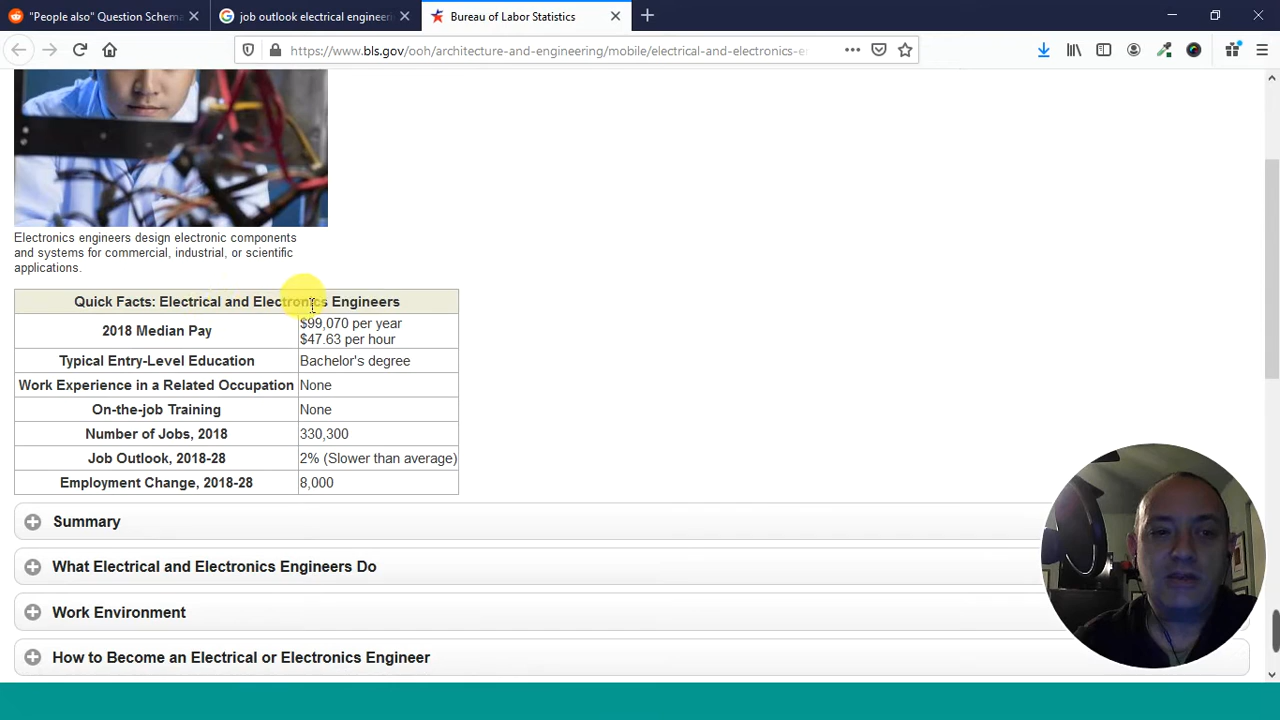 "People also" Question Schema
job outlook electrical engineeri
Bureau of Labor Statistics
https://www.bls.gov/ooh/architecture-and-engineering/mobile/electrical-and-electronics-e
Electronics engineers design electronic components
and systems for commercial, industrial, or scientific
applications.
Quick Facts: Electrical and Electronics Engineers
2018 Median Pay
$99,070 per year
$47.63 per hour
Typical Entry-Level Education
Bachelor's degree
Work Experience in a Related Occupation
None
On-the-job Training
None
Number of Jobs, 2018
330,300
Job Outlook, 2018-28
2% (Slower than average)
Employment Change, 2018-28
8,000
Summary
What Electrical and Electronics Engineers Do
Work Environment
How to Become an Electrical or Electronics Engineer